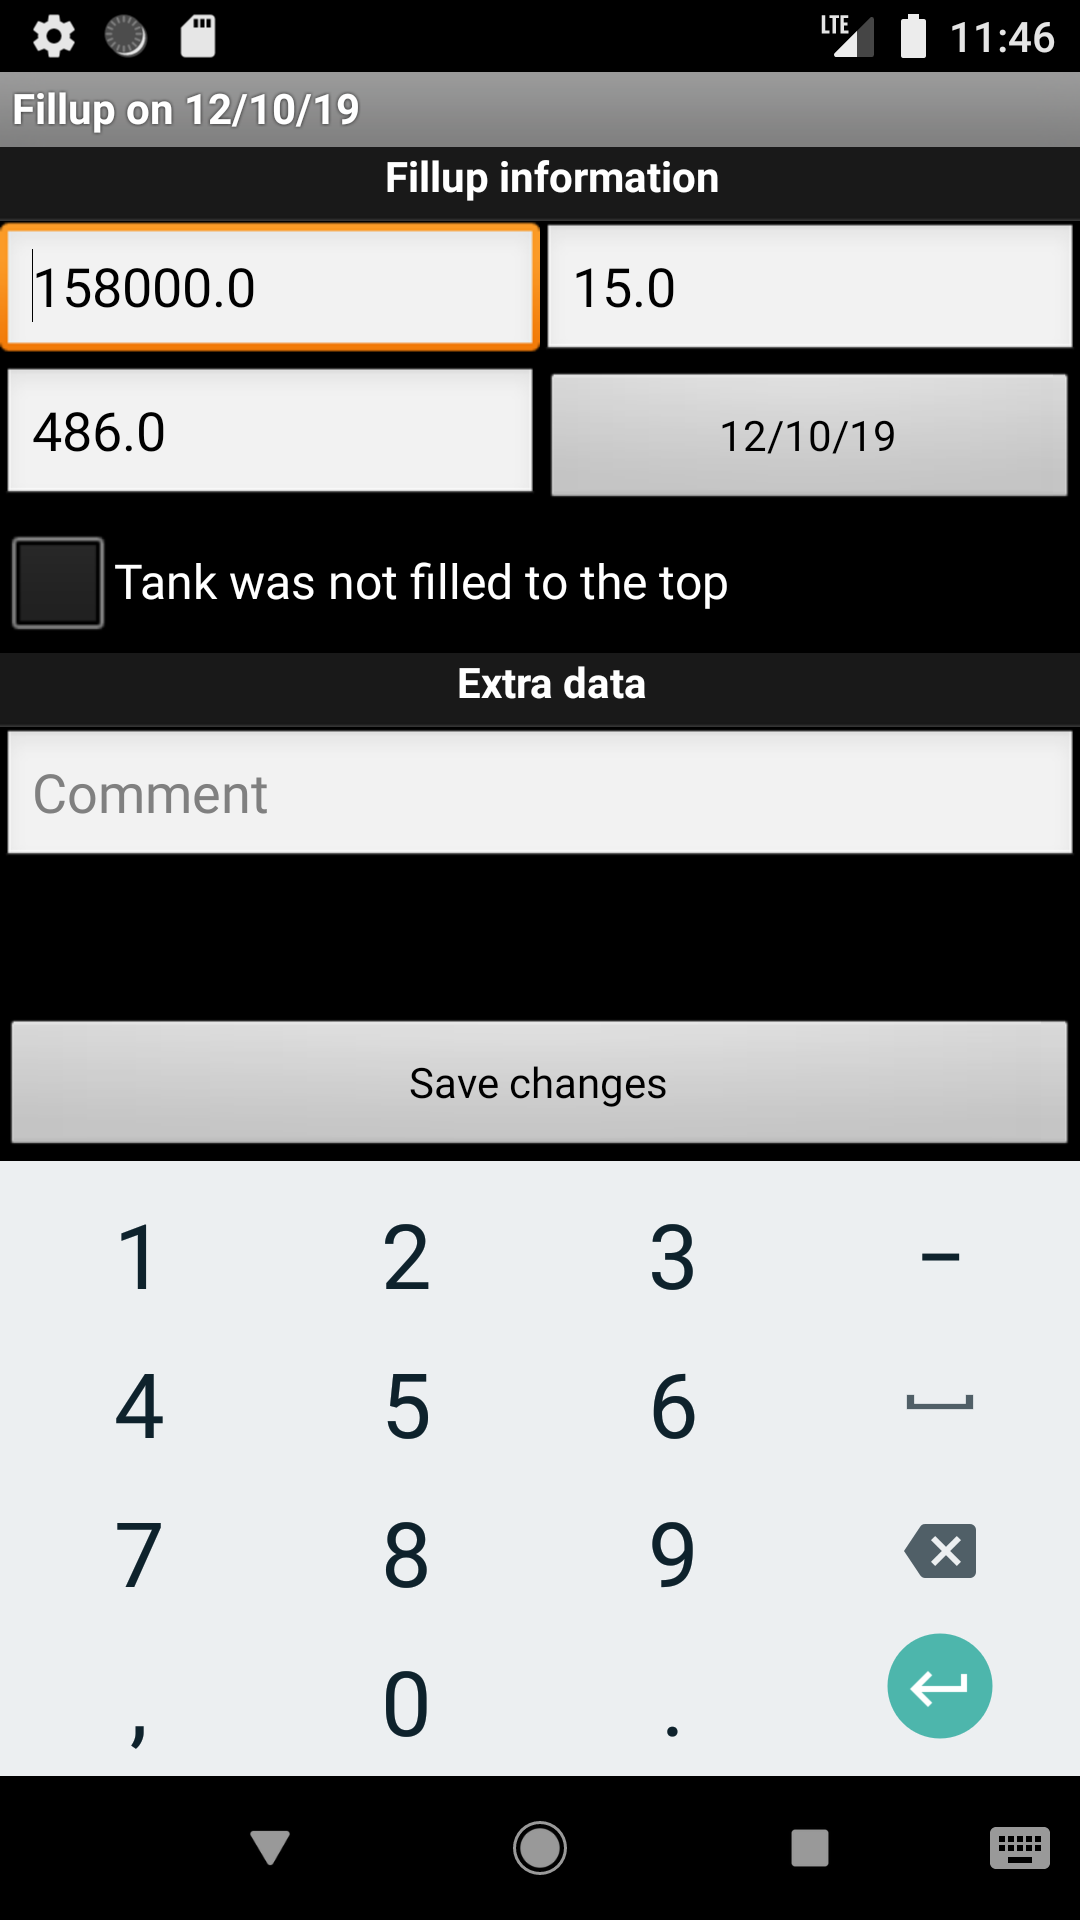 LTE 11:46
Fillup on 12/10/19
Fillup information
158000.0 15.0
486.0 12/10/19
Tank was not filled to the top
Extra data
Comment
Save changes
1 2 3 –
4 5 6
7 8 9
, 0 .